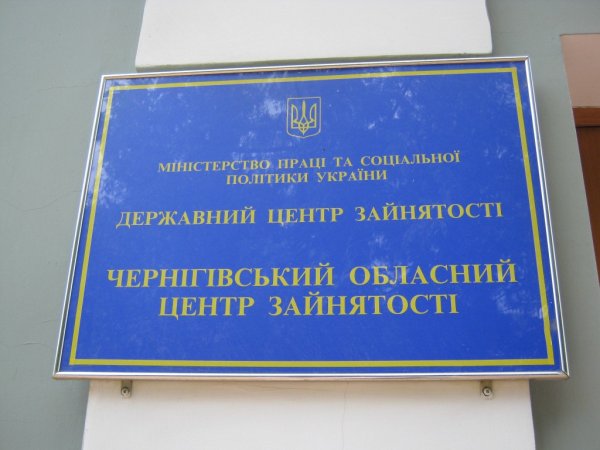 МІНІСТЕРСТВО ПРАЦІ ТА СОЦІАЛЬНОЇ
ПОЛІТИКИ УКРАЇНИ
ДЕРЖАВНИЙ ЦЕНТР ЗАЙНЯТОСТІ
ЧЕРНІГІВСЬКИЙ ОБЛАСНИЙ
ЦЕНТР ЗАЙНЯТОСТІ